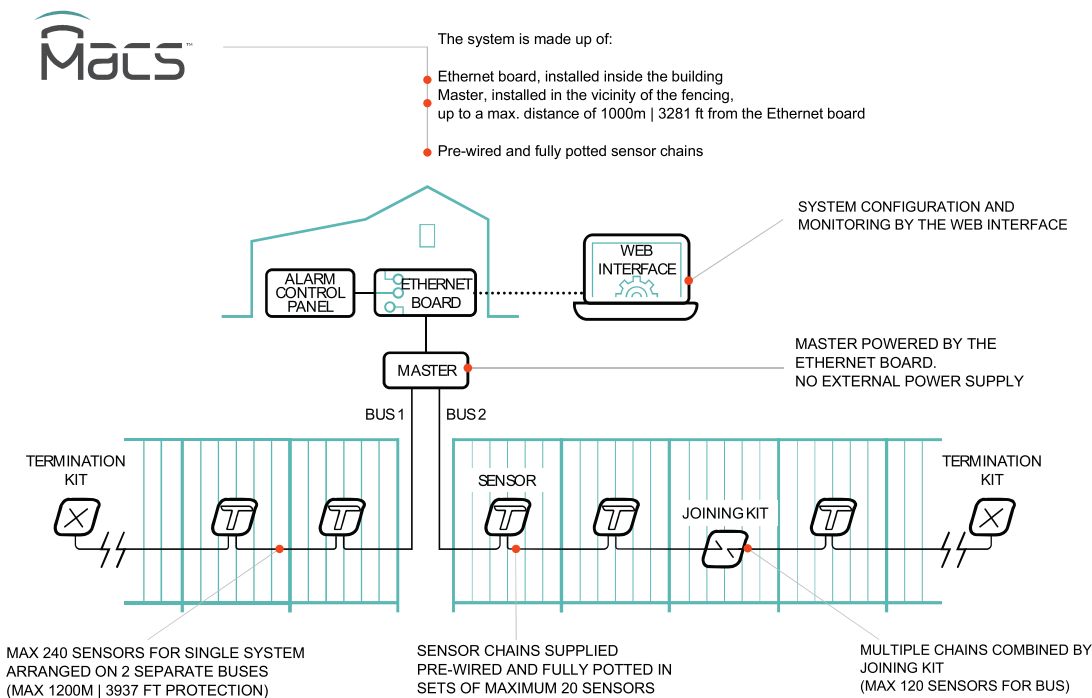 Macs™
The system is made up of:
Ethernet board, installed inside the building
Master, installed in the vicinity of the fencing,
up to a max. distance of 1000m | 3281 ft from the Ethernet board
Pre-wired and fully potted sensor chains
SYSTEM CONFIGURATION AND
MONITORING BY THE WEB INTERFACE
WEB
INTERFACE
ALARM
CONTROL
PANEL
ETHERNET
BOARD
MASTER POWERED BY THE
ETHERNET BOARD.
NO EXTERNAL POWER SUPPLY
MASTER
BUS 1
BUS 2
TERMINATION
KIT
SENSOR
JOINING KIT
TERMINATION
KIT
MAX 240 SENSORS FOR SINGLE SYSTEM
ARRANGED ON 2 SEPARATE BUSES
(MAX 1200M | 3937 FT PROTECTION)
SENSOR CHAINS SUPPLIED
PRE-WIRED AND FULLY POTTED IN
SETS OF MAXIMUM 20 SENSORS
MULTIPLE CHAINS COMBINED BY
JOINING KIT
(MAX 120 SENSORS FOR BUS)